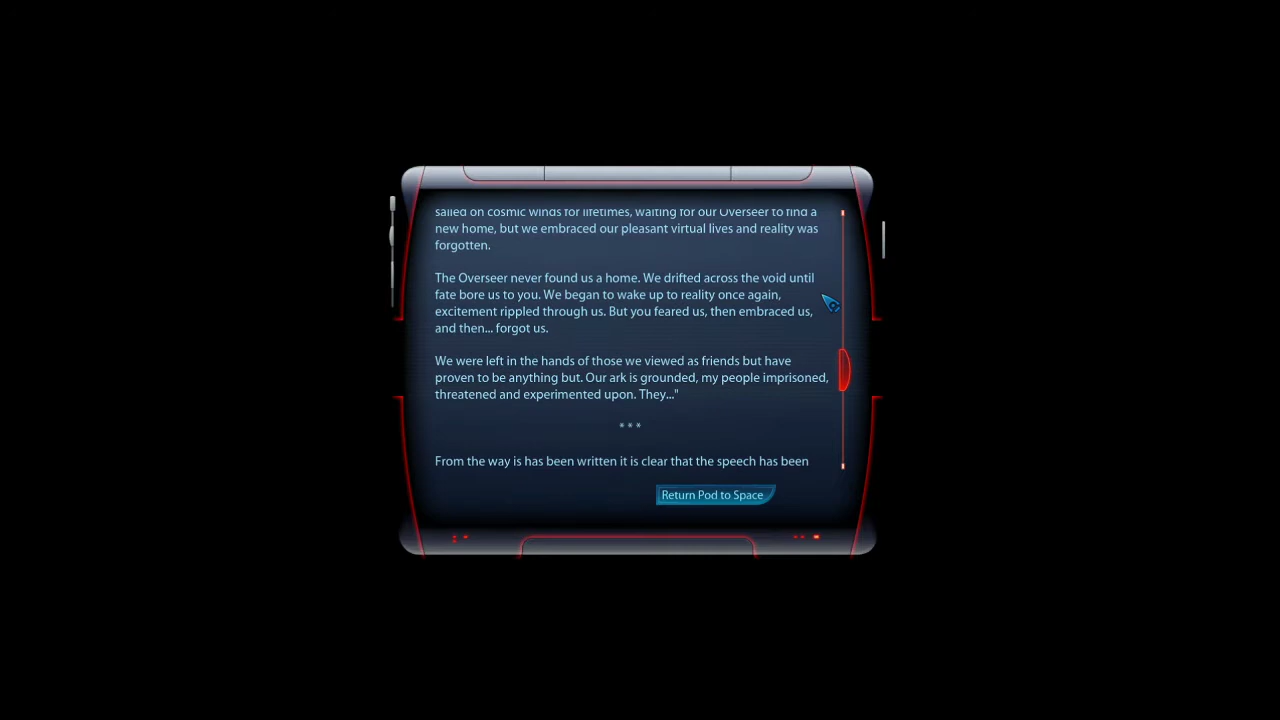 sailed on cosmic winds for lifetimes, waiting for our Overseer to find a
new home, but we embraced our pleasant virtual lives and reality was
forgotten.
The Overseer never found us a home. We drifted across the void until
fate bore us to you. We began to wake up to reality once again,
excitement rippled through us. But you feared us, then embraced us,
and then... forgot us.
We were left in the hands of those we viewed as friends but have
proven to be anything but. Our ark is grounded, my people imprisoned,
threatened and experimented upon. They..."
* * *
From the way is has been written it is clear that the speech has been
Return Pod to Space